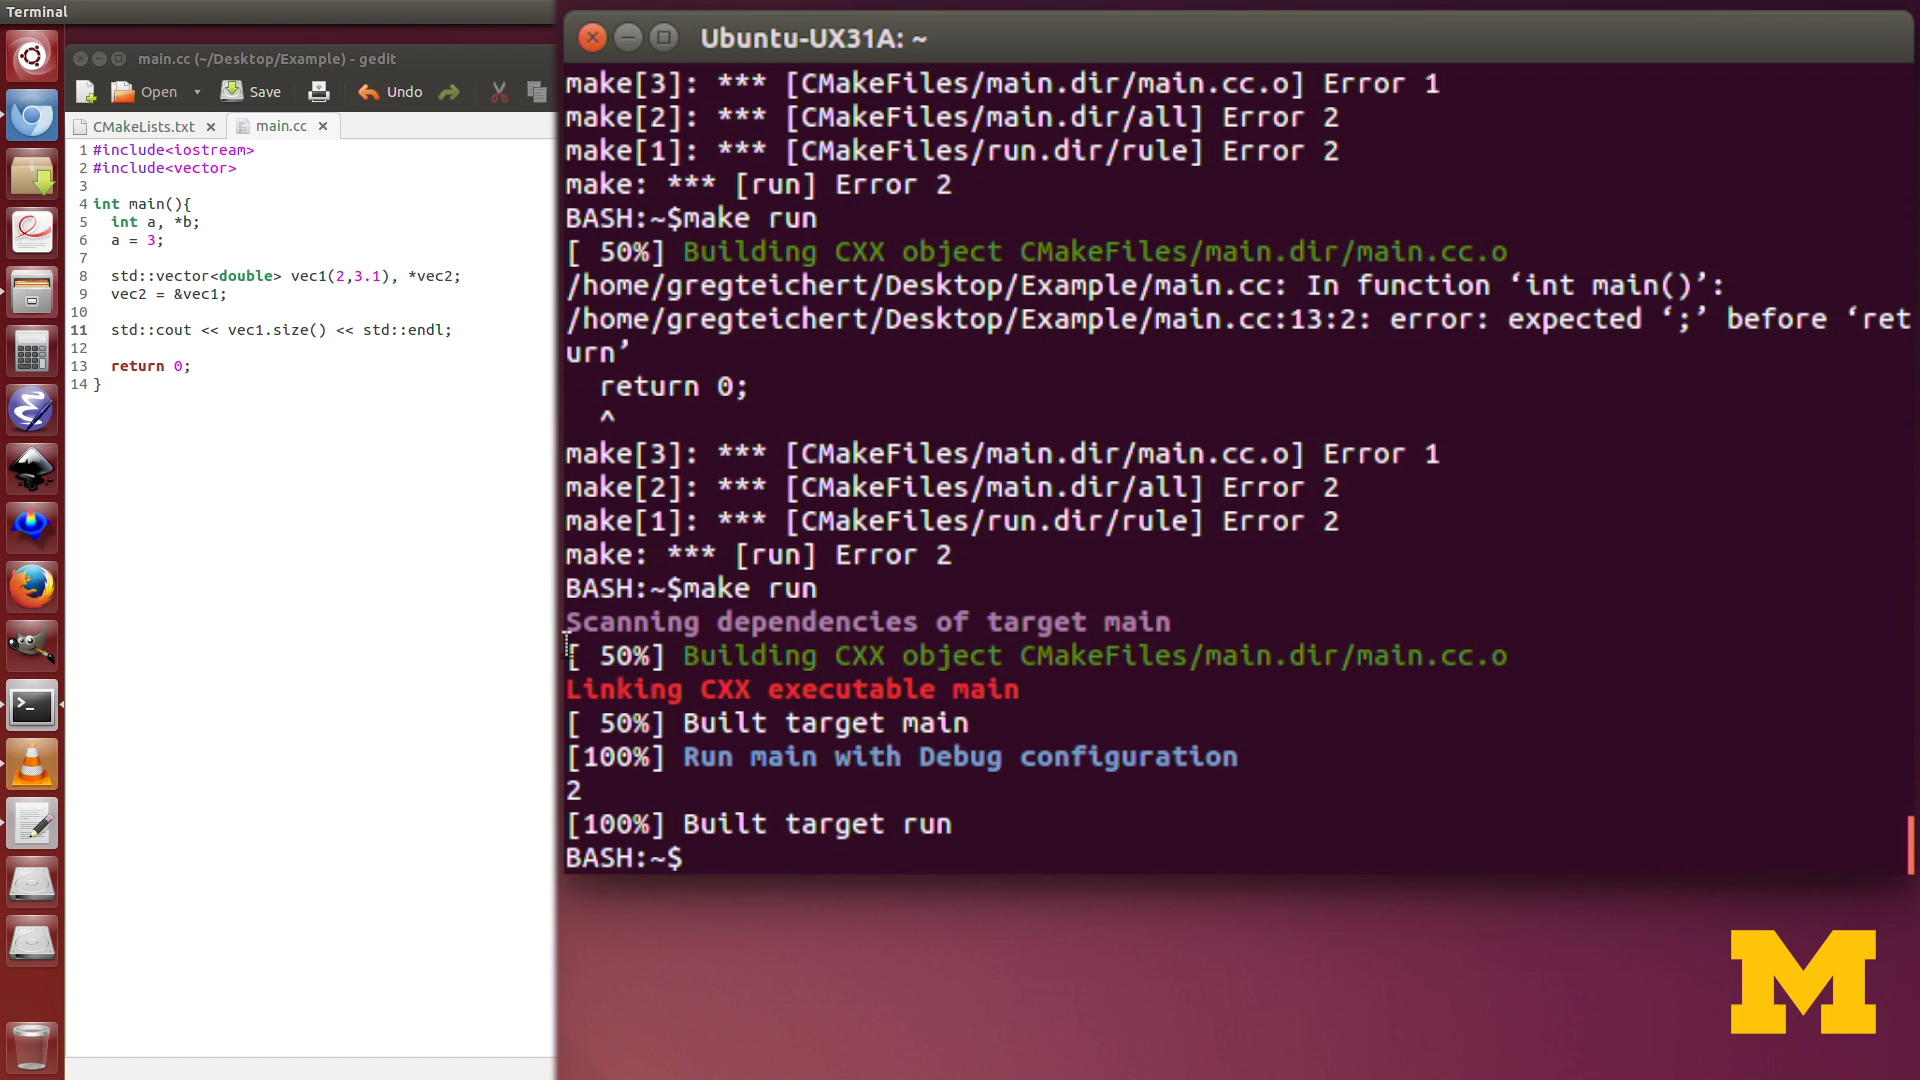 Terminal
main.cc (~/Desktop/Example) - gedit
Open Save Undo
CMakeLists.txt main.cc
1 #include<iostream>
2 #include<vector>
3
4 int main(){
5   int a, *b;
6   a = 3;
7
8   std::vector<double> vec1(2,3.1), *vec2;
9   vec2 = &vec1;
10
11   std::cout << vec1.size() << std::endl;
12
13   return 0;
14 }
Ubuntu-UX31A: ~
make[3]: *** [CMakeFiles/main.dir/main.cc.o] Error 1
make[2]: *** [CMakeFiles/main.dir/all] Error 2
make[1]: *** [CMakeFiles/run.dir/rule] Error 2
make: *** [run] Error 2
BASH:~$make run
[ 50%] Building CXX object CMakeFiles/main.dir/main.cc.o
/home/gregteichert/Desktop/Example/main.cc: In function ‘int main()’:
/home/gregteichert/Desktop/Example/main.cc:13:2: error: expected ‘;’ before ‘ret
urn’
  return 0;
  ^
make[3]: *** [CMakeFiles/main.dir/main.cc.o] Error 1
make[2]: *** [CMakeFiles/main.dir/all] Error 2
make[1]: *** [CMakeFiles/run.dir/rule] Error 2
make: *** [run] Error 2
BASH:~$make run
Scanning dependencies of target main
[ 50%] Building CXX object CMakeFiles/main.dir/main.cc.o
Linking CXX executable main
[ 50%] Built target main
[100%] Run main with Debug configuration
2
[100%] Built target run
BASH:~$
M